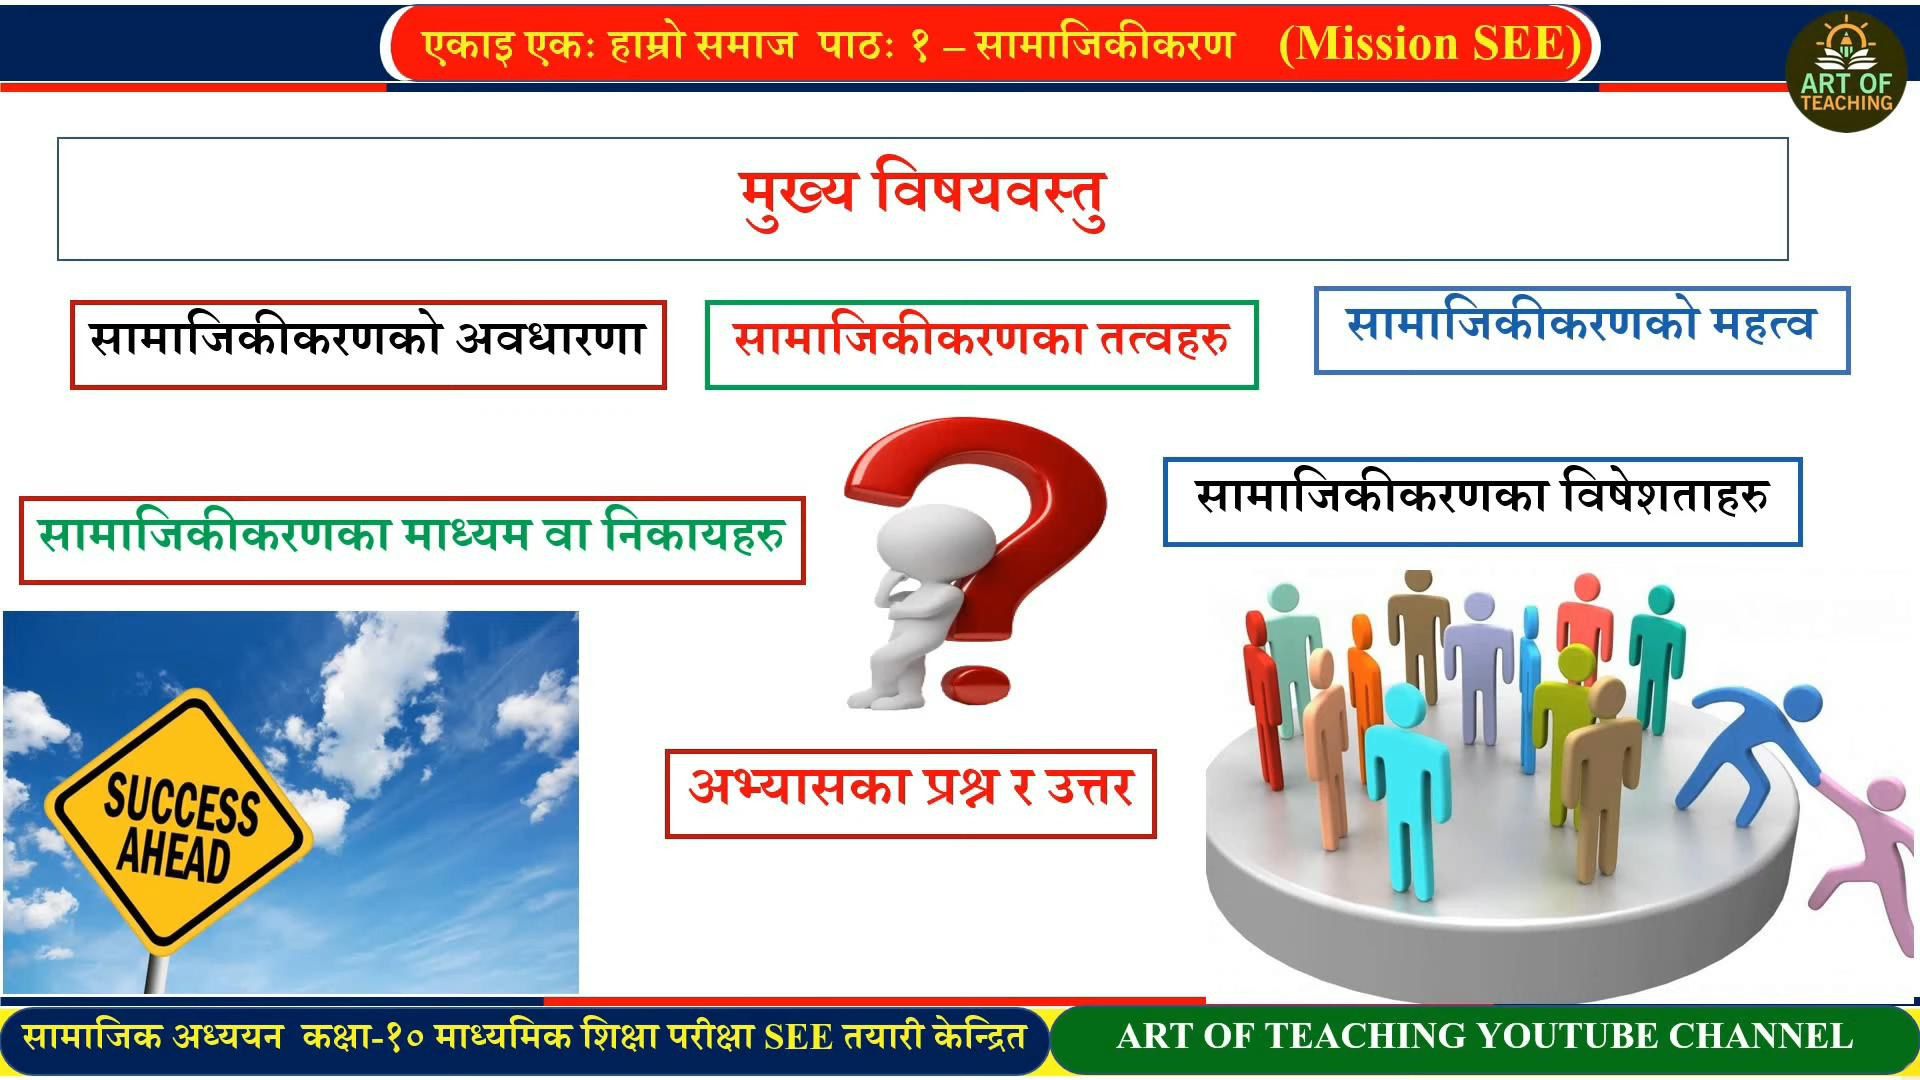 एकाइ एकः हाम्रो समाज पाठः १ – सामाजिकीकरण (Mission SEE)
ART OF
TEACHING
मुख्य विषयवस्तु
सामाजिकीकरणको अवधारणा
सामाजिकीकरणका तत्वहरु
सामाजिकीकरणको महत्व
सामाजिकीकरणका माध्यम वा निकायहरु
सामाजिकीकरणका विषेशताहरु
SUCCESS
AHEAD
अभ्यासका प्रश्न र उत्तर
सामाजिक अध्ययन कक्षा-१० माध्यमिक शिक्षा परीक्षा SEE तयारी केन्द्रित
ART OF TEACHING YOUTUBE CHANNEL